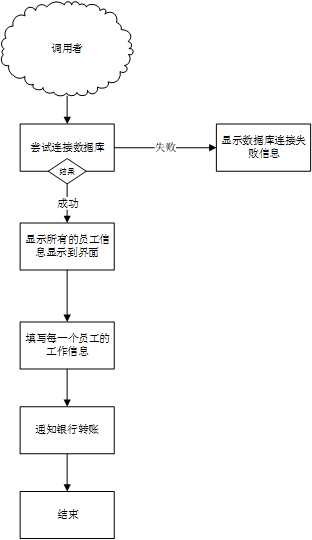 调用者
尝试连接数据库
失败
显示数据库连接失
败信息
结果
成功
显示所有的员工信
息显示到界面
填写每一个员工的
工作信息
通知银行转账
结束